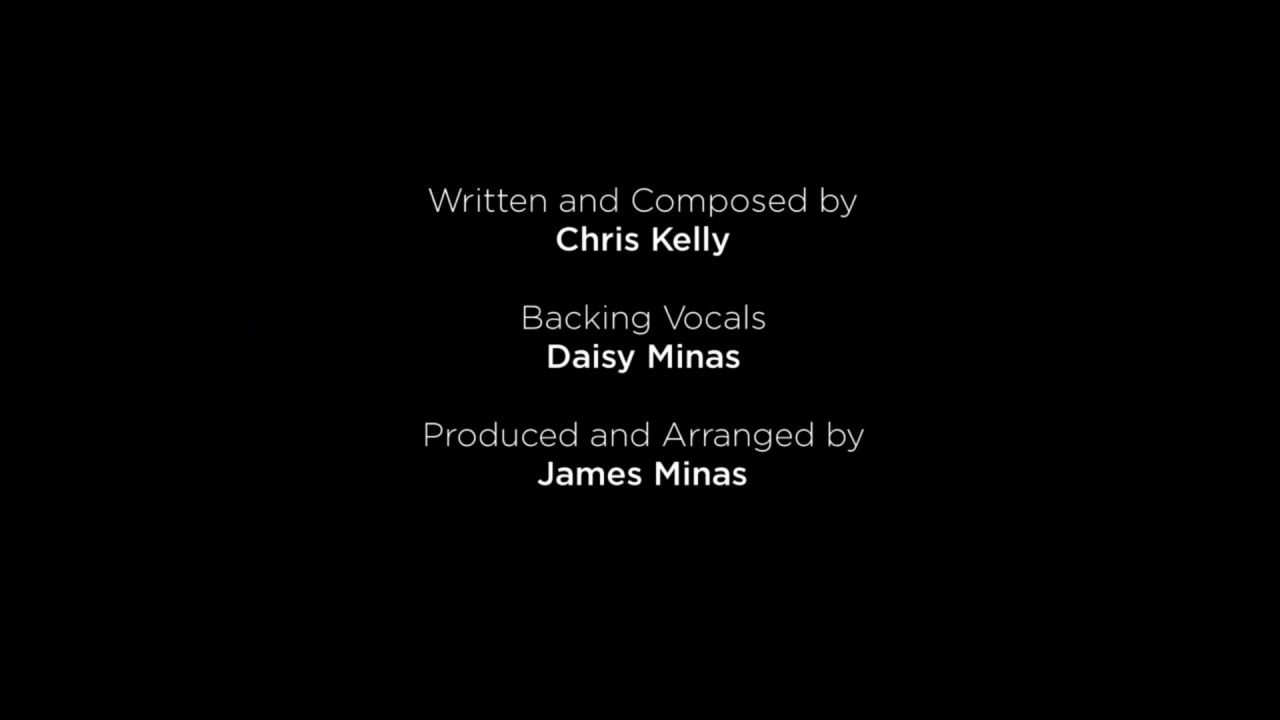 Written and Composed by
Chris Kelly
Backing Vocals
Daisy Minas
Produced and Arranged by
James Minas